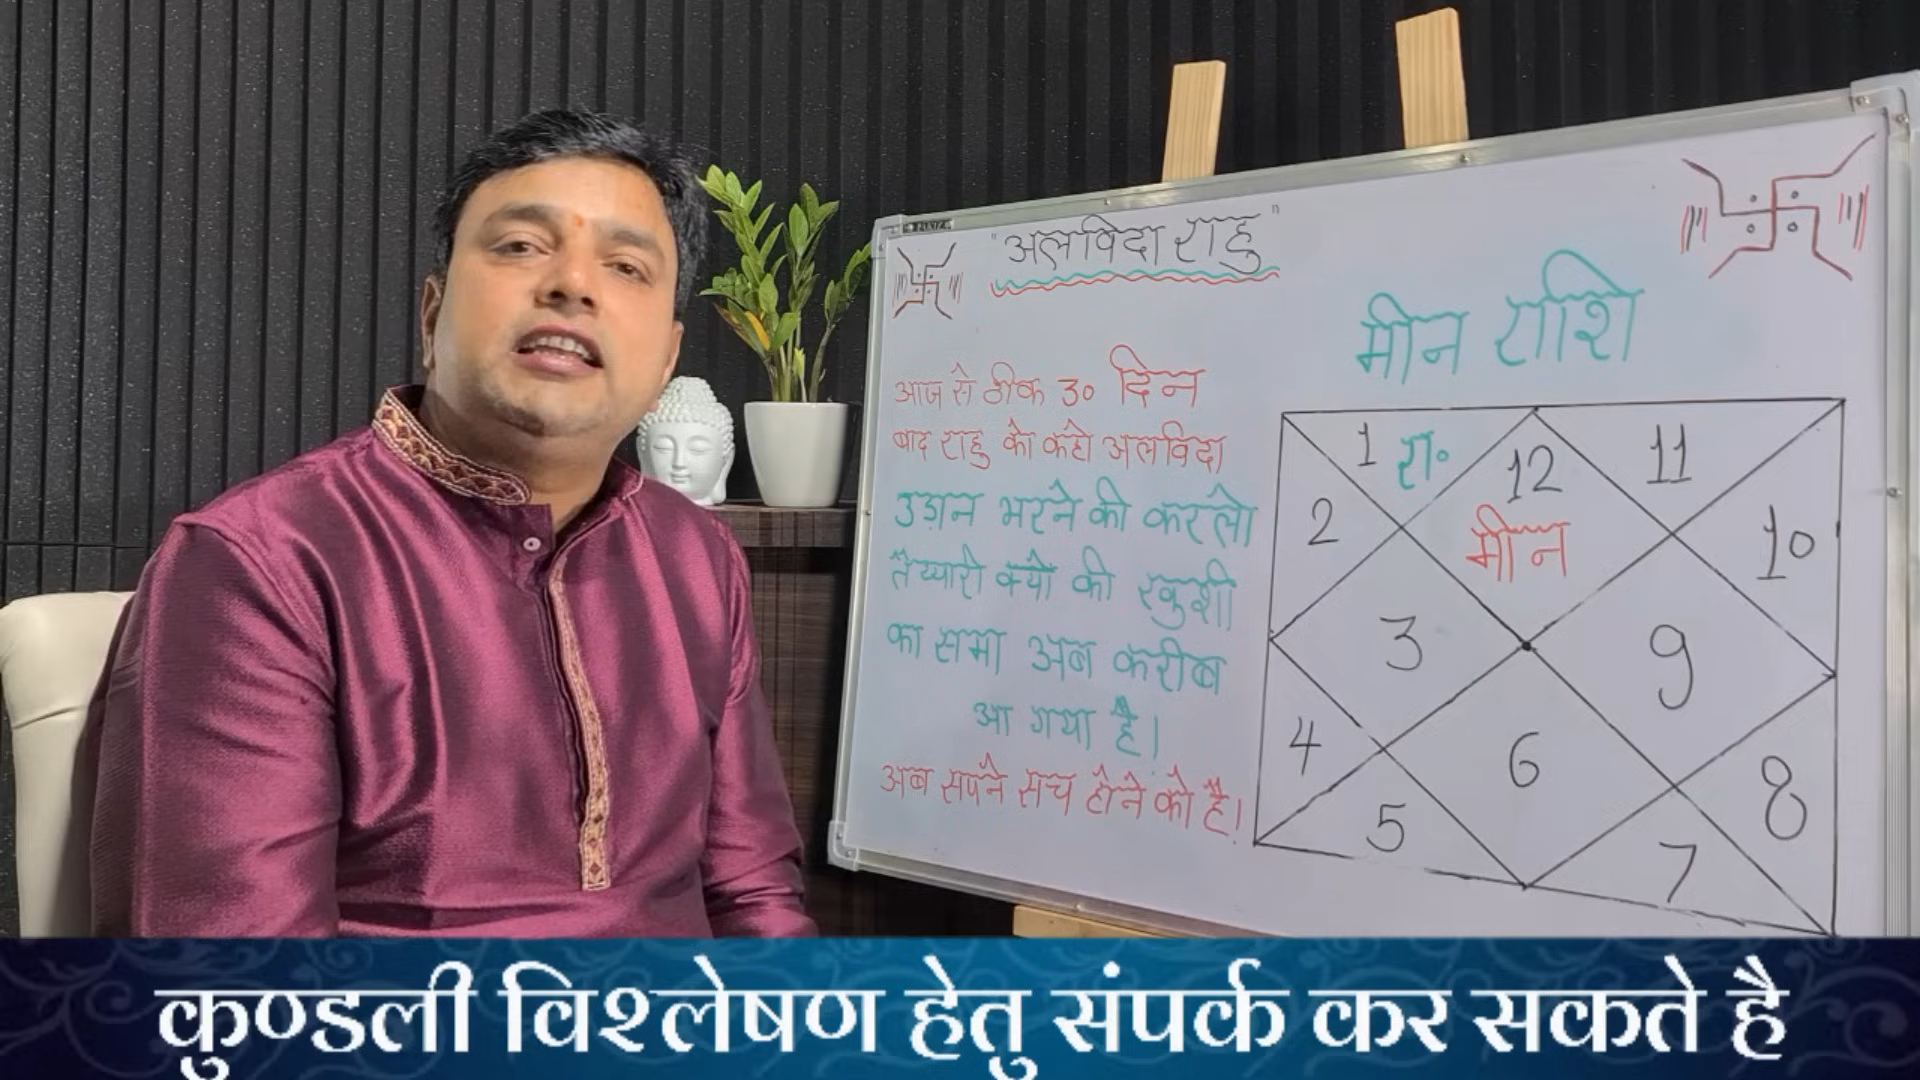 "अलविदा राहु"
मीन राशि
आज से ठीक 30 दिन
बाद राहु को कहो अलविदा
उड़ान भरने की करलो
तैय्यारी क्यो की खुशी
का समा अब करीब
आ गया है।
अब सपने सच होने को है।
1 रा० 12 11
2 मीन 10
3 9
4 6 8
5 7
कुण्डली विश्लेषण हेतु संपर्क कर सकते है